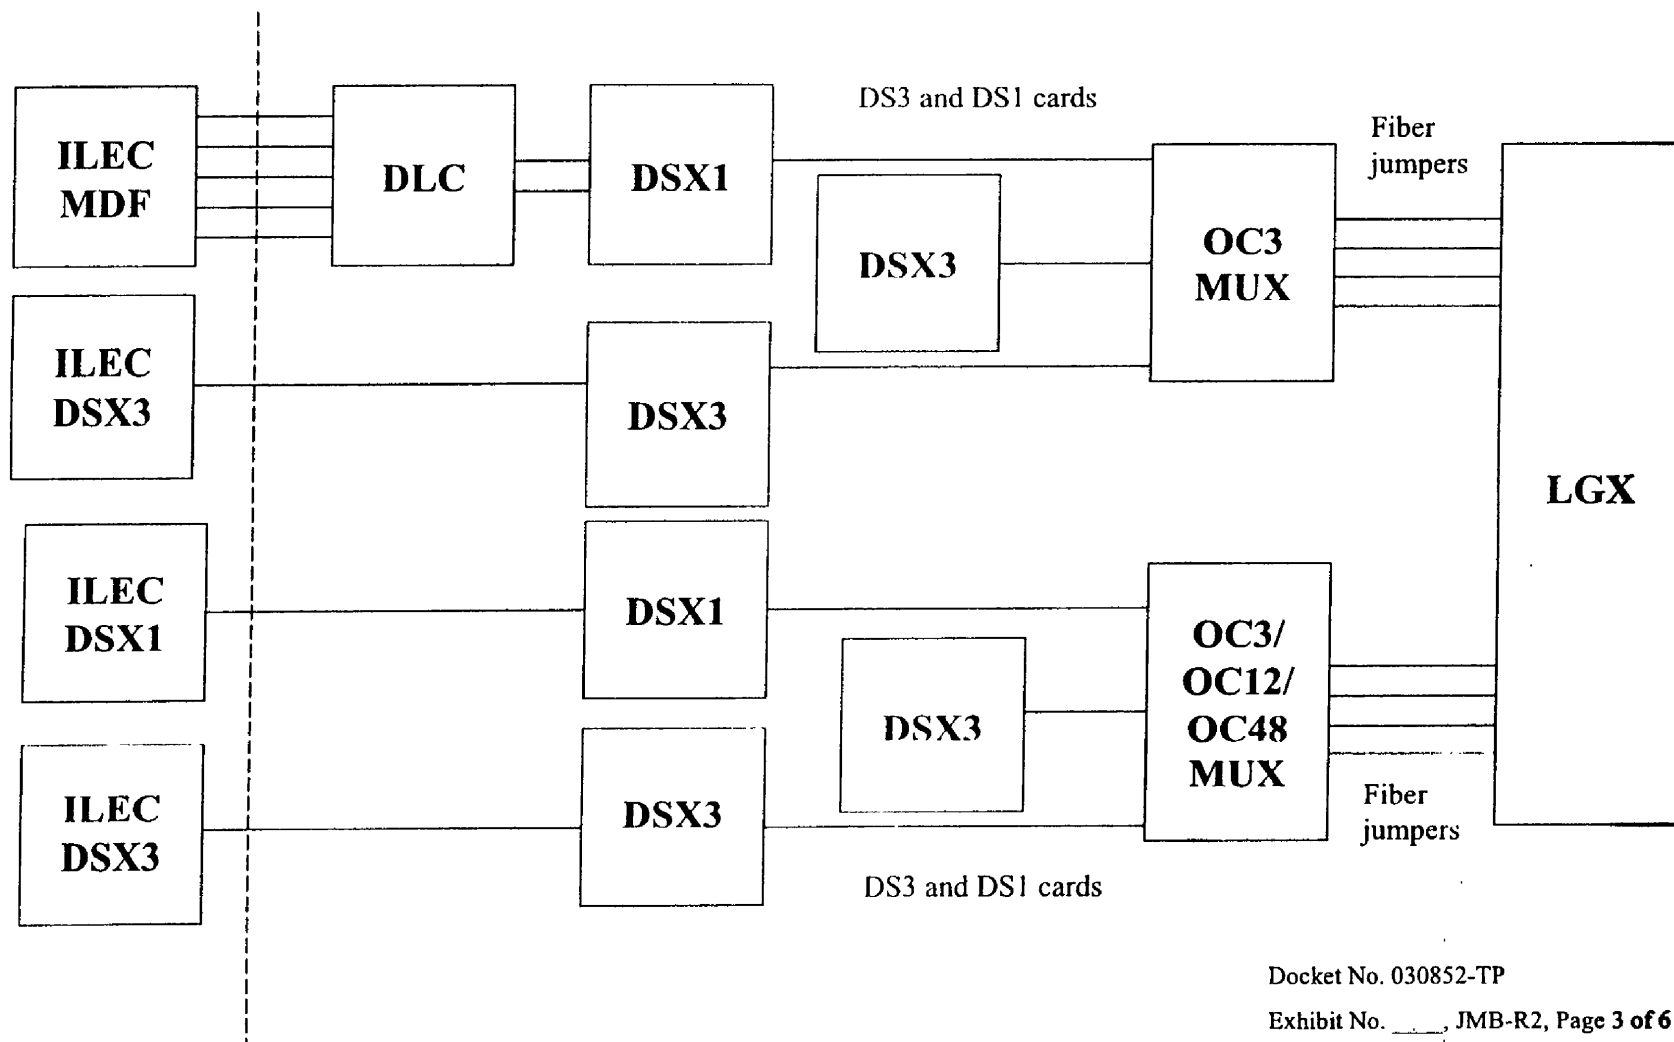 DS3 and DS1 cards
Fiber
jumpers
ILEC
MDF
DLC
DSX1
DSX3
OC3
MUX
ILEC
DSX3
DSX3
LGX
ILEC
DSX1
DSX1
OC3/
OC12/
OC48
MUX
DSX3
ILEC
DSX3
DSX3
Fiber
jumpers
DS3 and DS1 cards
Docket No. 030852-TP
Exhibit No. ____, JMB-R2, Page 3 of 6